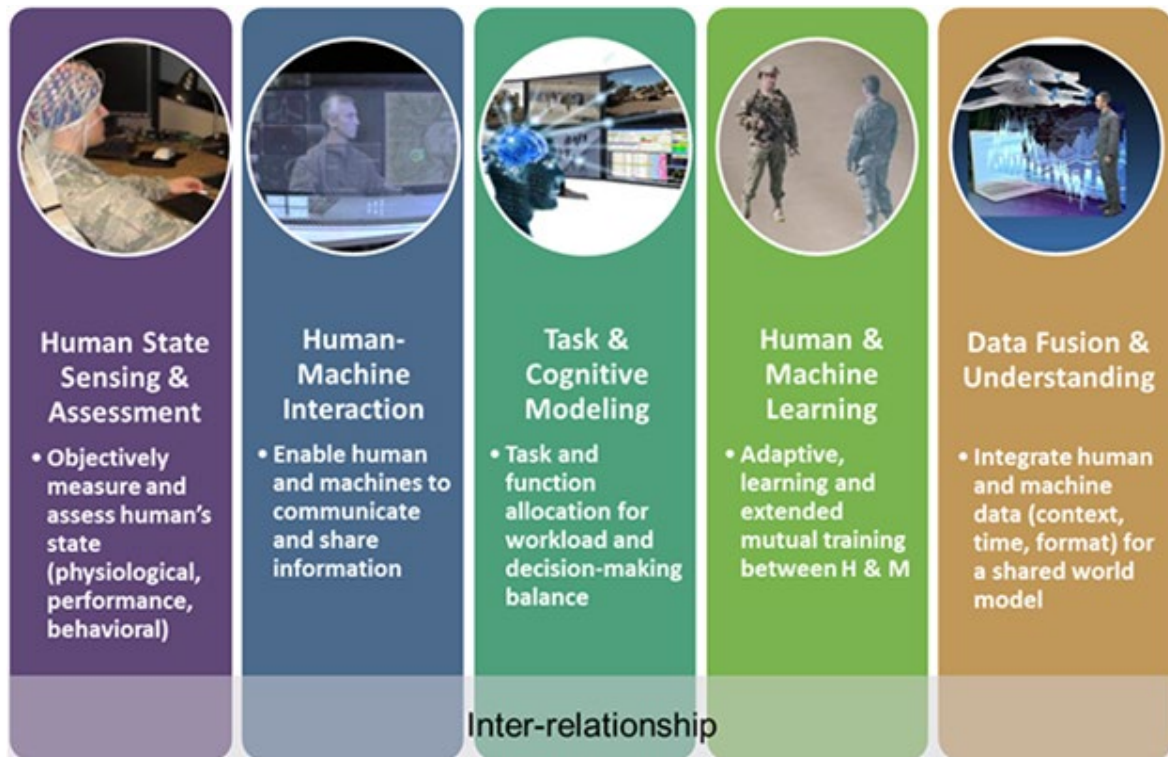 Human State
Sensing &
Assessment
• Objectively
measure and
assess human's
state
(physiological,
performance,
behavioral)
Human-
Machine
Interaction
• Enable human
and machines to
communicate
and share
information
Task &
Cognitive
Modeling
• Task and
function
allocation for
workload and
decision-making
balance
Human &
Machine
Learning
• Adaptive,
learning and
extended
mutual training
between H & M
Data Fusion &
Understanding
• Integrate human
and machine
data (context,
time, format) for
a shared world
model
Inter-relationship